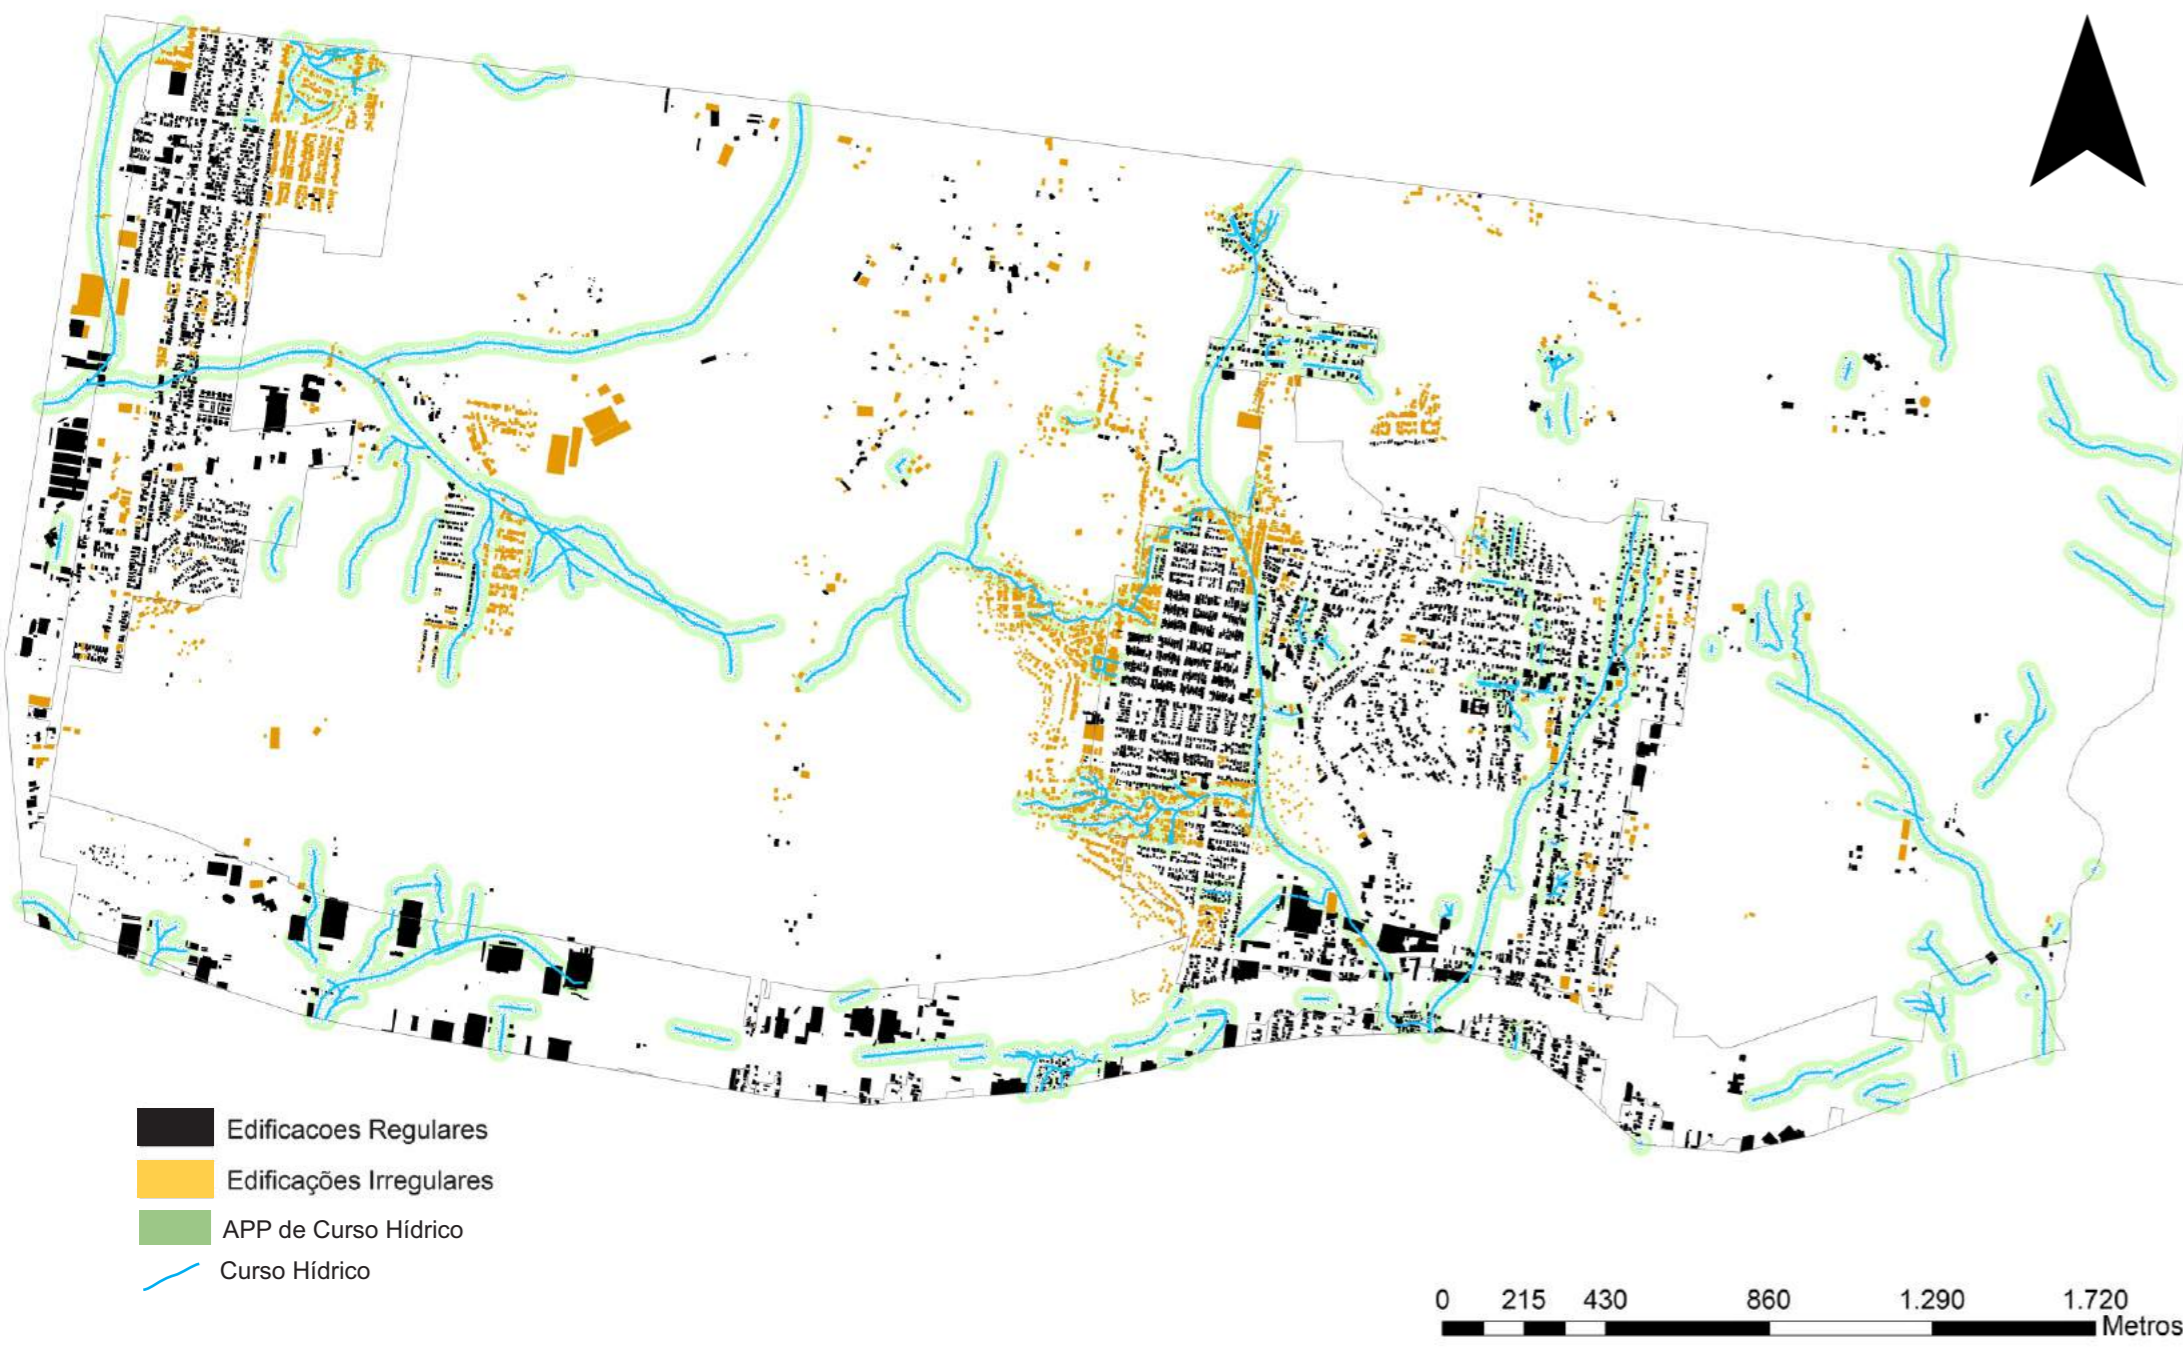 Edificacoes Regulares
Edificações Irregulares
APP de Curso Hídrico
Curso Hídrico
0 215 430 860 1.290 1.720
Metros